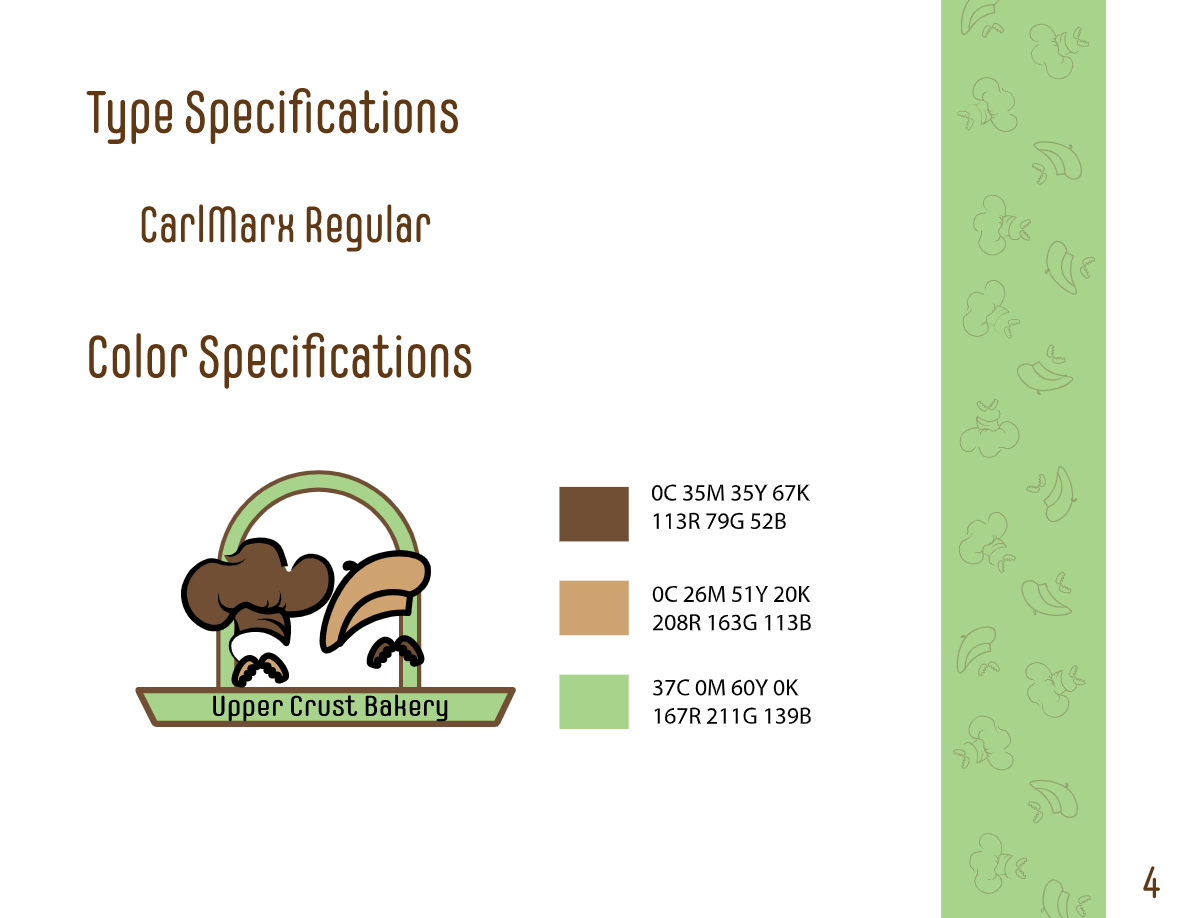 Type Specifications
CarlMarx Regular
Color Specifications
0C 35M 35Y 67K
113R 79G 52B
0C 26M 51Y 20K
208R 163G 113B
37C 0M 60Y 0K
167R 211G 139B
Upper Crust Bakery
4